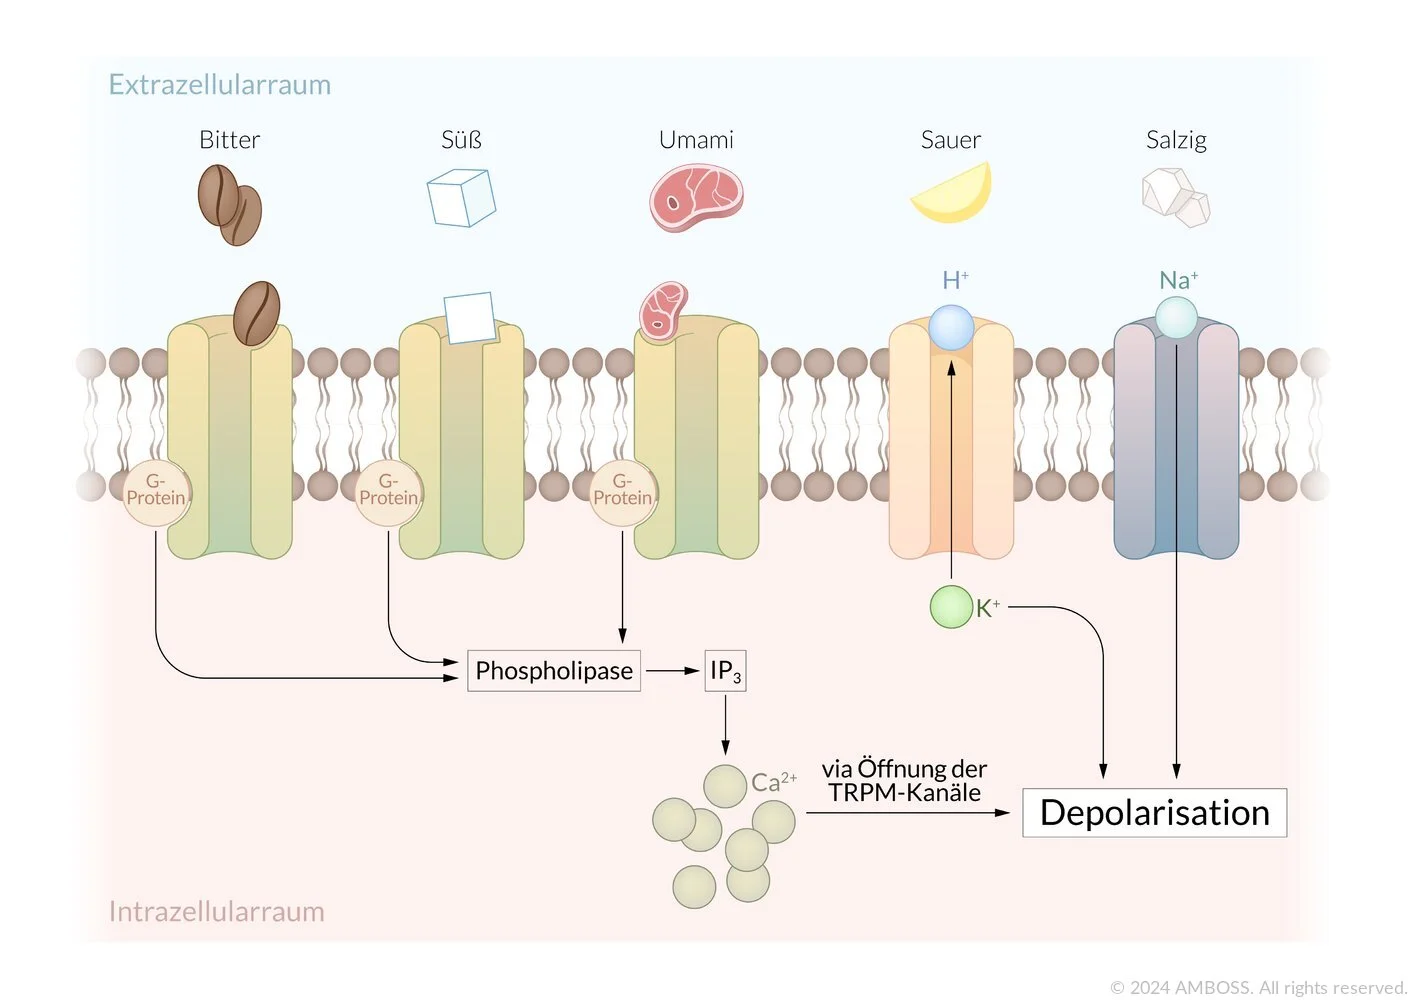 Extrazellularraum
Bitter
Süß
Umami
Sauer
Salzig
H⁺
Na⁺
G-
Protein
G-
Protein
G-
Protein
K⁺
Phospholipase
IP₃
Ca²⁺
via Öffnung der
TRPM-Kanäle
Depolarisation
Intrazellularraum
© 2024 AMBOSS. All rights reserved.